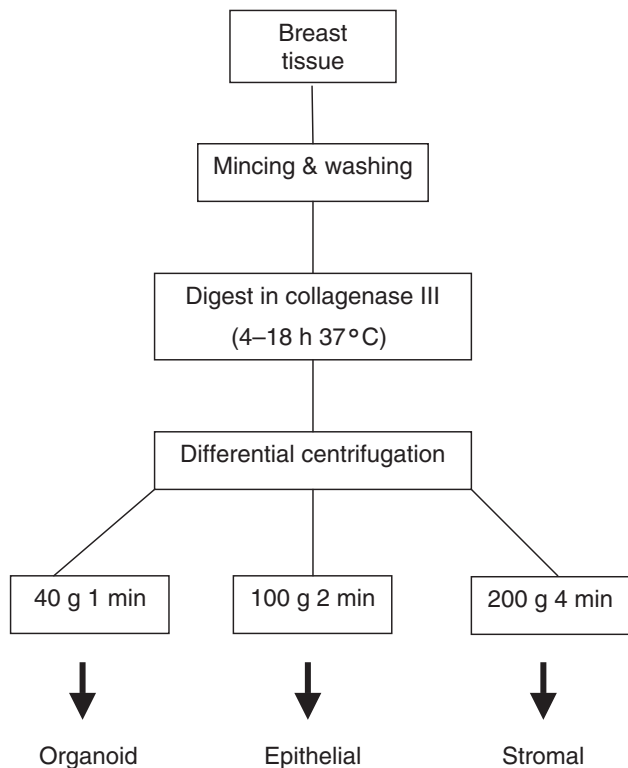 Breast
tissue
Mincing & washing
Digest in collagenase III
(4–18 h 37°C)
Differential centrifugation
40 g 1 min
100 g 2 min
200 g 4 min
Organoid
Epithelial
Stromal